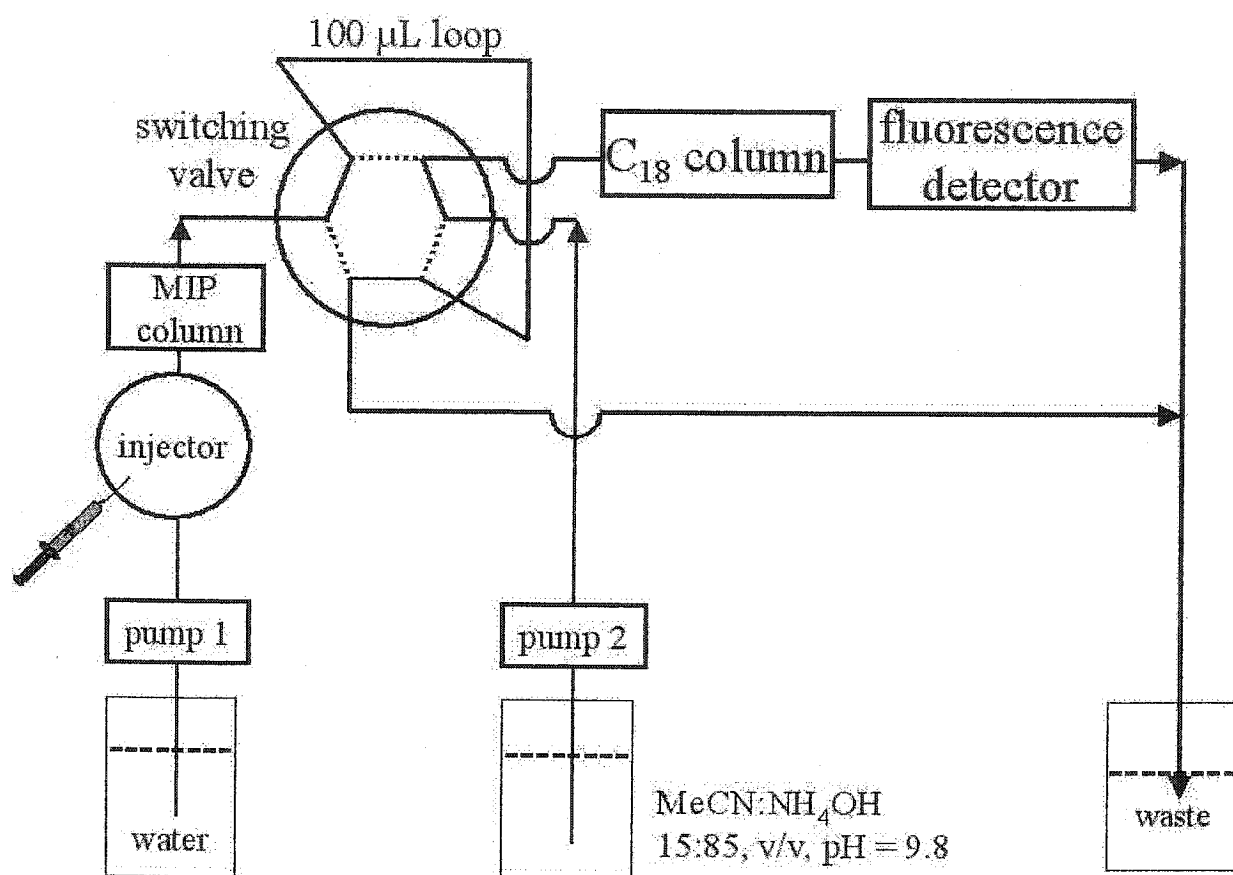 100 µL loop
switching
valve
C18 column
fluorescence
detector
MIP
column
injector
pump 1
pump 2
water
MeCN:NH4OH
15:85, v/v, pH = 9.8
waste